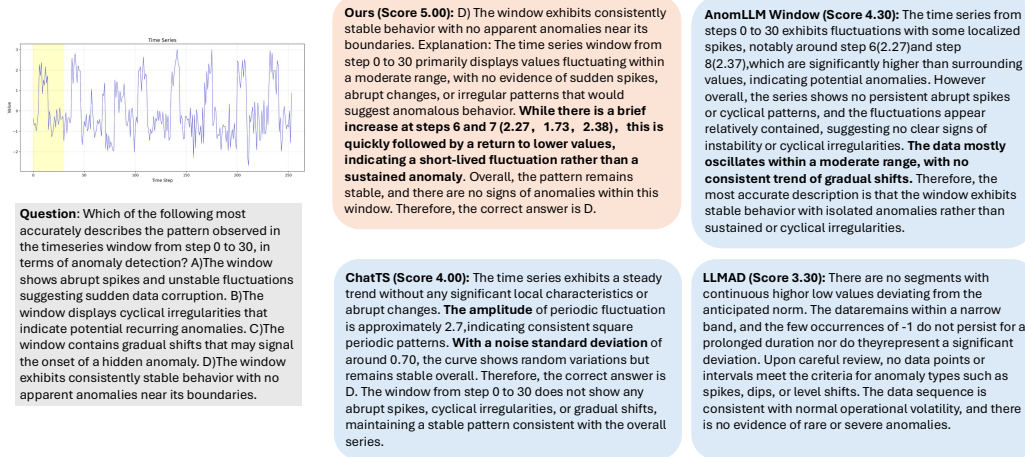 Time Series
3
2
1
0
−1
−2
Value
0
50
100
150
200
250
Time Step
Question: Which of the following most
accurately describes the pattern observed in
the timeseries window from step 0 to 30, in
terms of anomaly detection? A)The window
shows abrupt spikes and unstable fluctuations
suggesting sudden data corruption. B)The
window displays cyclical irregularities that
indicate potential recurring anomalies. C)The
window contains gradual shifts that may signal
the onset of a hidden anomaly. D)The window
exhibits consistently stable behavior with no
apparent anomalies near its boundaries.
Ours (Score 5.00): D) The window exhibits consistently
stable behavior with no apparent anomalies near its
boundaries. Explanation: The time series window from
step 0 to 30 primarily displays values fluctuating within
a moderate range, with no evidence of sudden spikes,
abrupt changes, or irregular patterns that would
suggest anomalous behavior. While there is a brief
increase at steps 6 and 7 (2.27, 1.73, 2.38), this is
quickly followed by a return to lower values,
indicating a short-lived fluctuation rather than a
sustained anomaly. Overall, the pattern remains
stable, and there are no signs of anomalies within this
window. Therefore, the correct answer is D.
AnomLLM Window (Score 4.30): The time series from
steps 0 to 30 exhibits fluctuations with some localized
spikes, notably around step 6(2.27)and step
8(2.37),which are significantly higher than surrounding
values, indicating potential anomalies. However
overall, the series shows no persistent abrupt spikes
or cyclical patterns, and the fluctuations appear
relatively contained, suggesting no clear signs of
instability or cyclical irregularities. The data mostly
oscillates within a moderate range, with no
consistent trend of gradual shifts. Therefore, the
most accurate description is that the window exhibits
stable behavior with isolated anomalies rather than
sustained or cyclical irregularities.
ChatTS (Score 4.00): The time series exhibits a steady
trend without any significant local characteristics or
abrupt changes. The amplitude of periodic fluctuation
is approximately 2.7,indicating consistent square
periodic patterns. With a noise standard deviation of
around 0.70, the curve shows random variations but
remains stable overall. Therefore, the correct answer is
D. The window from step 0 to 30 does not show any
abrupt spikes, cyclical irregularities, or gradual shifts,
maintaining a stable pattern consistent with the overall
series.
LLMAD (Score 3.30): There are no segments with
continuous highor low values deviating from the
anticipated norm. The dataremains within a narrow
band, and the few occurrences of -1 do not persist for a
prolonged duration nor do theyrepresent a significant
deviation. Upon careful review, no data points or
intervals meet the criteria for anomaly types such as
spikes, dips, or level shifts. The data sequence is
consistent with normal operational volatility, and there
is no evidence of rare or severe anomalies.